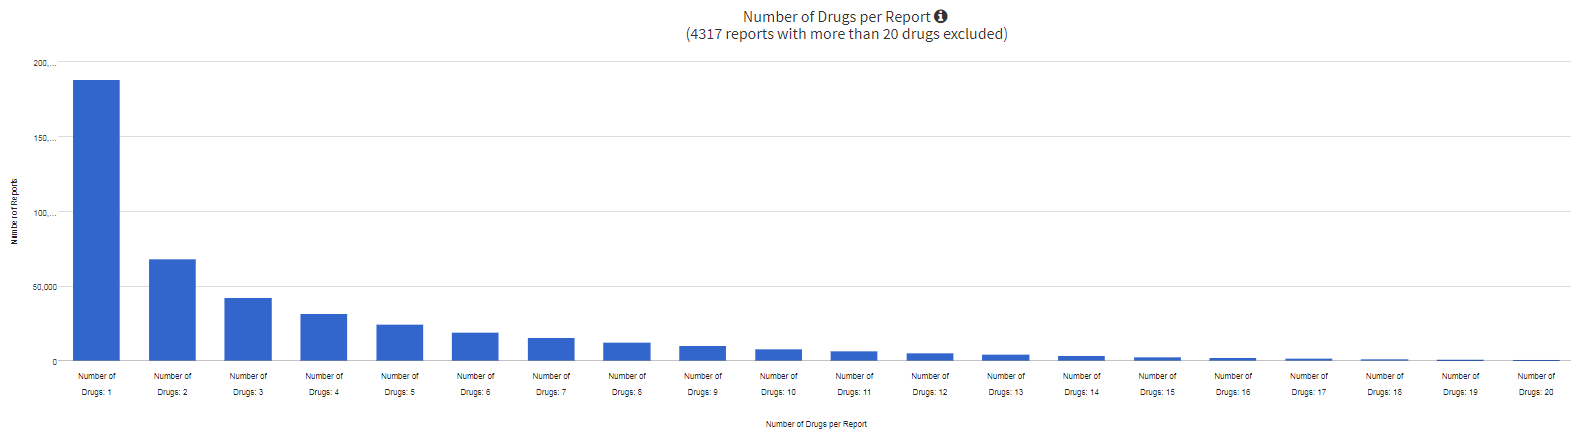 Number of Drugs per Report
(4317 reports with more than 20 drugs excluded)
200,...
150,...
100,...
50,000
0
Number of Reports
Number of Drugs: 1
Number of Drugs: 2
Number of Drugs: 3
Number of Drugs: 4
Number of Drugs: 5
Number of Drugs: 6
Number of Drugs: 7
Number of Drugs: 8
Number of Drugs: 9
Number of Drugs: 10
Number of Drugs: 11
Number of Drugs: 12
Number of Drugs: 13
Number of Drugs: 14
Number of Drugs: 15
Number of Drugs: 16
Number of Drugs: 17
Number of Drugs: 18
Number of Drugs: 19
Number of Drugs: 20
Number of Drugs per Report